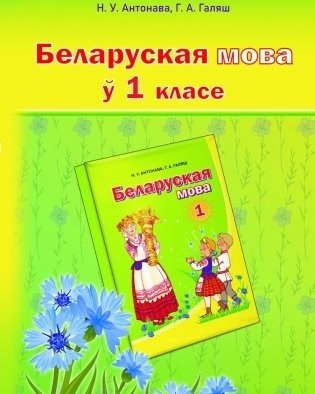 Н. У. Антонава, Г. А. Галяш
Беларуская мова
ў 1 класе
Н. У. АНТОНАВА, Г. А. ГАЛЯШ
Беларуская
мова
1